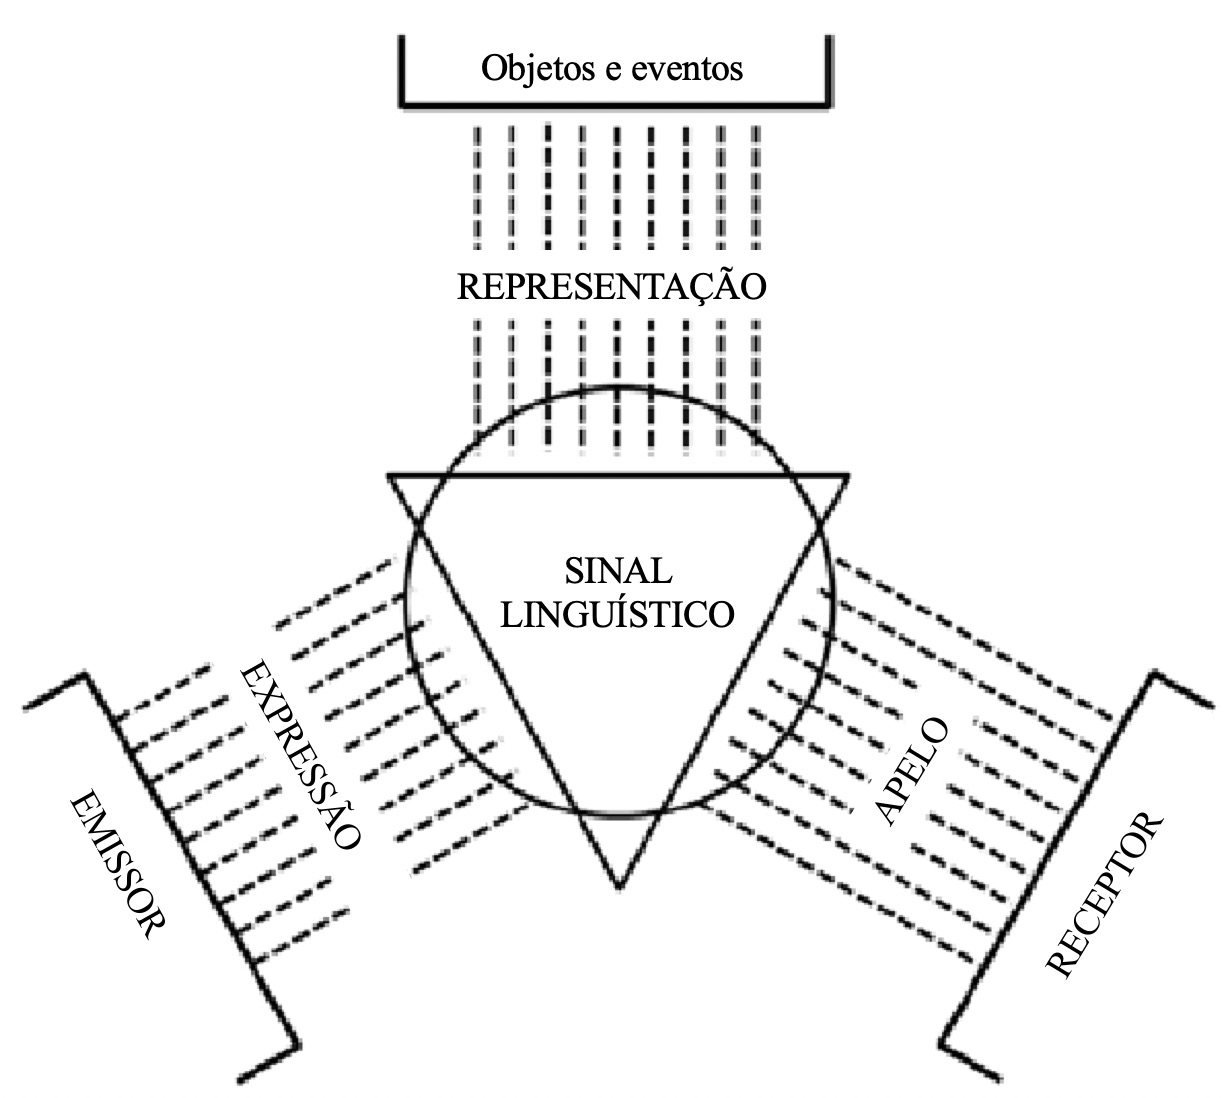 Objetos e eventos
REPRESENTAÇÃO
SINAL
LINGUÍSTICO
EXPRESSÃO
APELO
EMISSOR
RECEPTOR